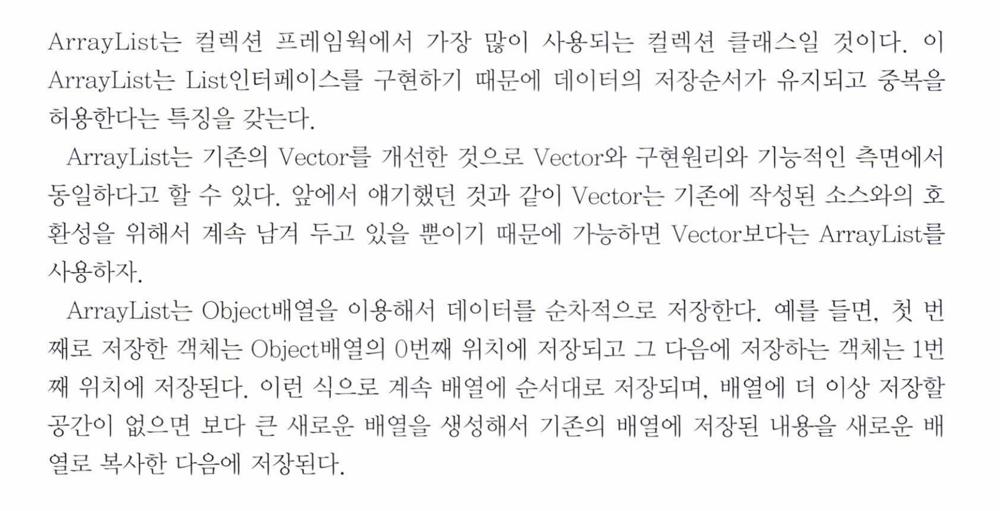 ArrayList는 컬렉션 프레임웍에서 가장 많이 사용되는 컬렉션 클래스일 것이다. 이
ArrayList는 List인터페이스를 구현하기 때문에 데이터의 저장순서가 유지되고 중복을
허용한다는 특징을 갖는다.
ArrayList는 기존의 Vector를 개선한 것으로 Vector와 구현원리와 기능적인 측면에서
동일하다고 할 수 있다. 앞에서 얘기했던 것과 같이 Vector는 기존에 작성된 소스와의 호
환성을 위해서 계속 남겨 두고 있을 뿐이기 때문에 가능하면 Vector보다는 ArrayList를
사용하자.
ArrayList는 Object배열을 이용해서 데이터를 순차적으로 저장한다. 예를 들면, 첫 번
째로 저장한 객체는 Object배열의 0번째 위치에 저장되고 그 다음에 저장하는 객체는 1번
째 위치에 저장된다. 이런 식으로 계속 배열에 순서대로 저장되며, 배열에 더 이상 저장할
공간이 없으면 보다 큰 새로운 배열을 생성해서 기존의 배열에 저장된 내용을 새로운 배
열로 복사한 다음에 저장된다.